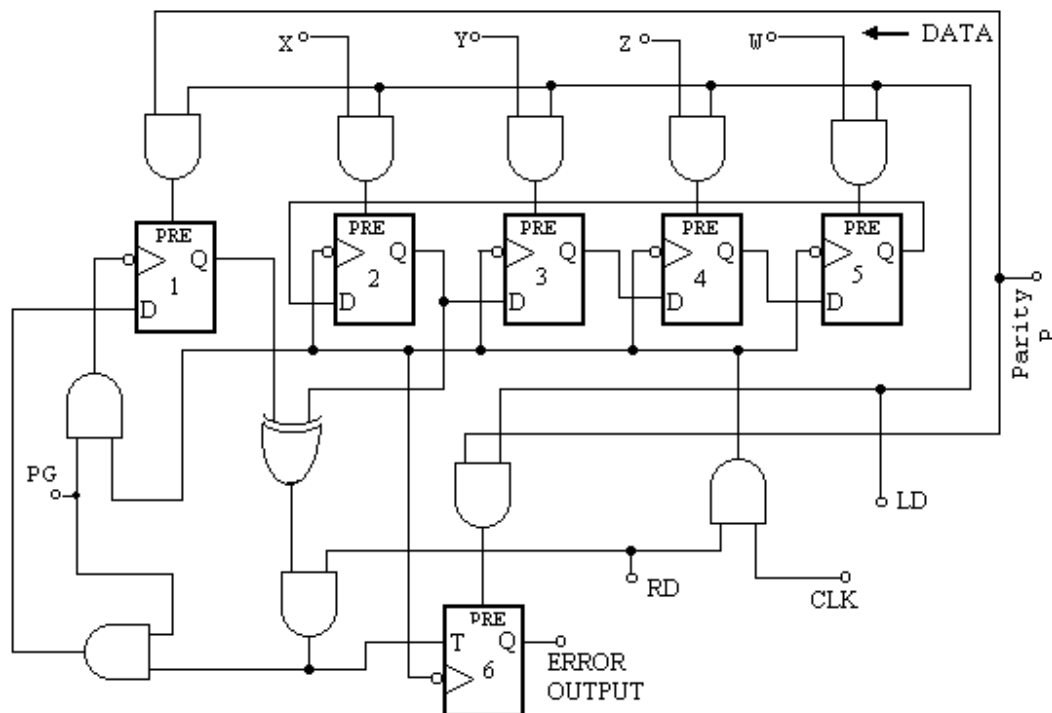 X
Y
Z
W
DATA
PRE
Q
1
D
PRE
Q
2
D
PRE
Q
3
D
PRE
Q
4
D
PRE
Q
5
D
Parity
P
PG
LD
RD
CLK
PRE
T
Q
6
ERROR
OUTPUT